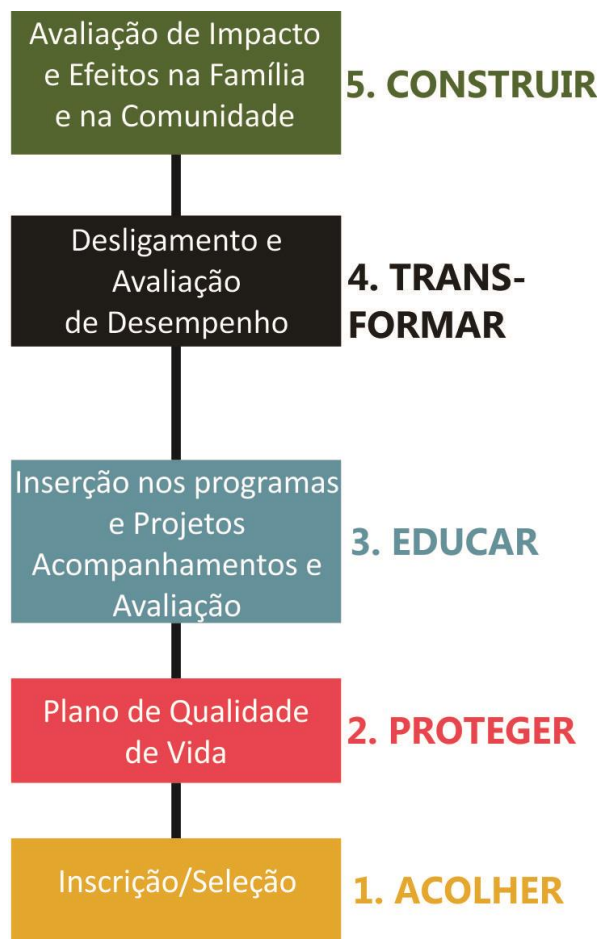 Avaliação de Impacto
e Efeitos na Família
e na Comunidade
5. CONSTRUIR
Desligamento e
Avaliação
de Desempenho
4. TRANS-
FORMAR
Inserção nos programas
e Projetos
Acompanhamentos e
Avaliação
3. EDUCAR
Plano de Qualidade
de Vida
2. PROTEGER
Inscrição/Seleção
1. ACOLHER